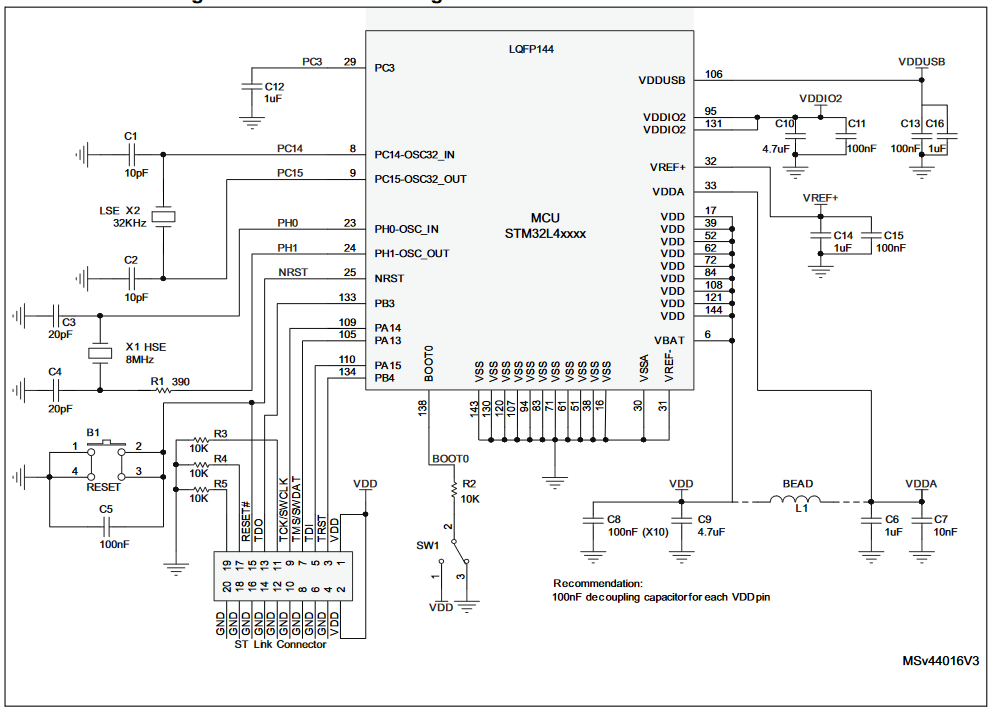 LQFP144
PC3 29 PC3
C12
1uF
VDDUSB
VDDUSB 106
VDDIO2 95
VDDIO2 131
VDDIO2
C10 C11
4.7uF 100nF
C13 C16
100nF 1uF
C1
10pF
PC14 8 PC14-OSC32_IN
PC15 9 PC15-OSC32_OUT
LSE X2
32KHz
C2
10pF
VREF+ 32
VDDA 33
VREF+
C14 C15
1uF 100nF
MCU
STM32L4xxxx
PH0 23 PH0-OSC_IN
PH1 24 PH1-OSC_OUT
NRST 25 NRST
133 PB3
109 PA14
105 PA13
110 PA15
134 PB4
VDD 17
VDD 39
VDD 52
VDD 62
VDD 72
VDD 84
VDD 108
VDD 121
VDD 144
VBAT 6
C3
20pF
X1 HSE
8MHz
C4
20pF
R1 390
BOOT0
138
VSS VSS VSS VSS VSS VSS VSS VSS VSS VSS VSS
143 130 120 107 94 83 71 61 51 38 16
VSSA VREF-
30 31
B1
1 2
4 3
RESET
C5
100nF
R3
10K
R4
10K
R5
10K
RESET#
TDO
TCK/SWCLK
TMS/SWDAT
TDI
TRST
VDD
VDD
19 17 15 13 11 9 7 5 3 1
20 18 16 14 12 10 8 6 4 2
GND GND GND GND GND GND GND GND GND VDD
ST Link Connector
BOOT0
R2
10K
2
SW1
1 3
VDD
VDD
BEAD
L1
VDDA
C8
100nF (X10)
C9
4.7uF
C6
1uF
C7
10nF
Recommendation:
100nF decoupling capacitor for each VDD pin
MSv44016V3